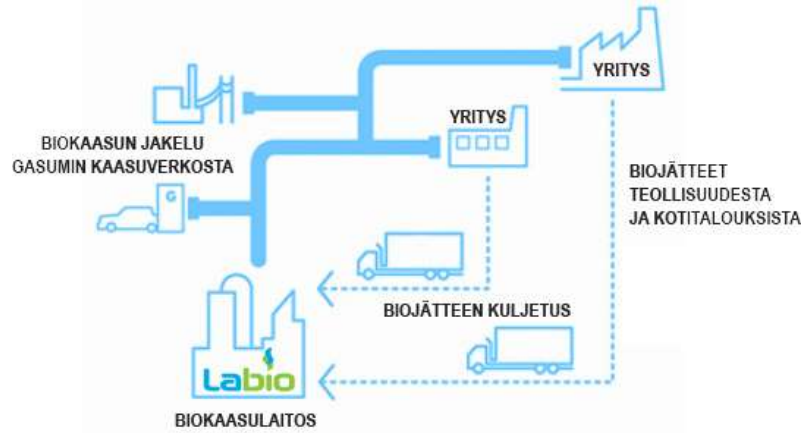 YRITYS
YRITYS
BIOKAASUN JAKELU
GASUMIN KAASUVERKOSTA
BIOJÄTTEET
TEOLLISUUDESTA
JA KOTITALOUKSISTA
G
BIOJÄTTEEN KULJETUS
Labio
BIOKAASULAITOS